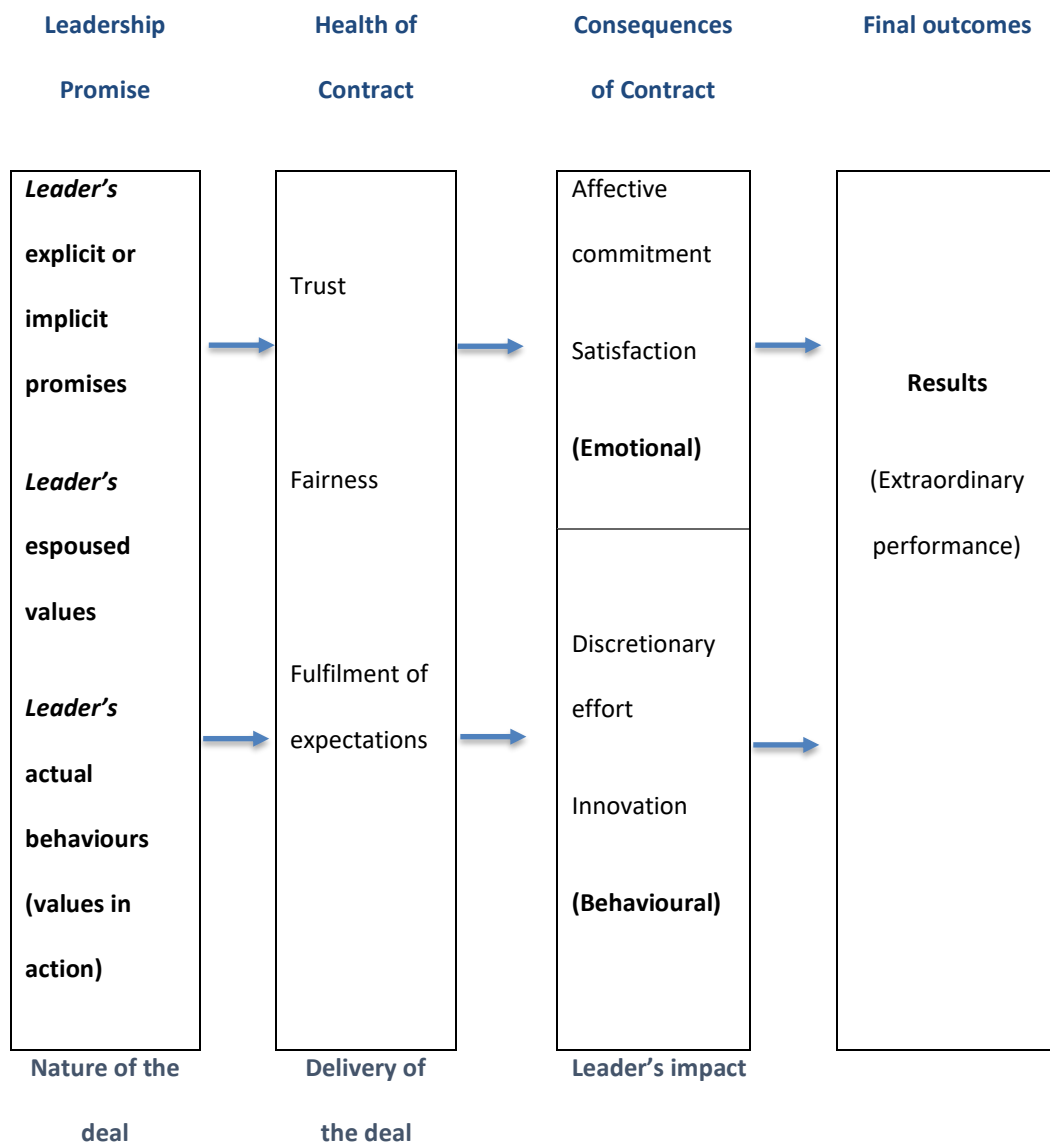 Leadership
Promise
Health of
Contract
Consequences
of Contract
Final outcomes
Leader’s
explicit or
implicit
promises
Leader’s
espoused
values
Leader’s
actual
behaviours
(values in
action)
Trust
Fairness
Fulfilment of
expectations
Affective
commitment
Satisfaction
(Emotional)
Discretionary
effort
Innovation
(Behavioural)
Results
(Extraordinary
performance)
Nature of the
deal
Delivery of
the deal
Leader’s impact